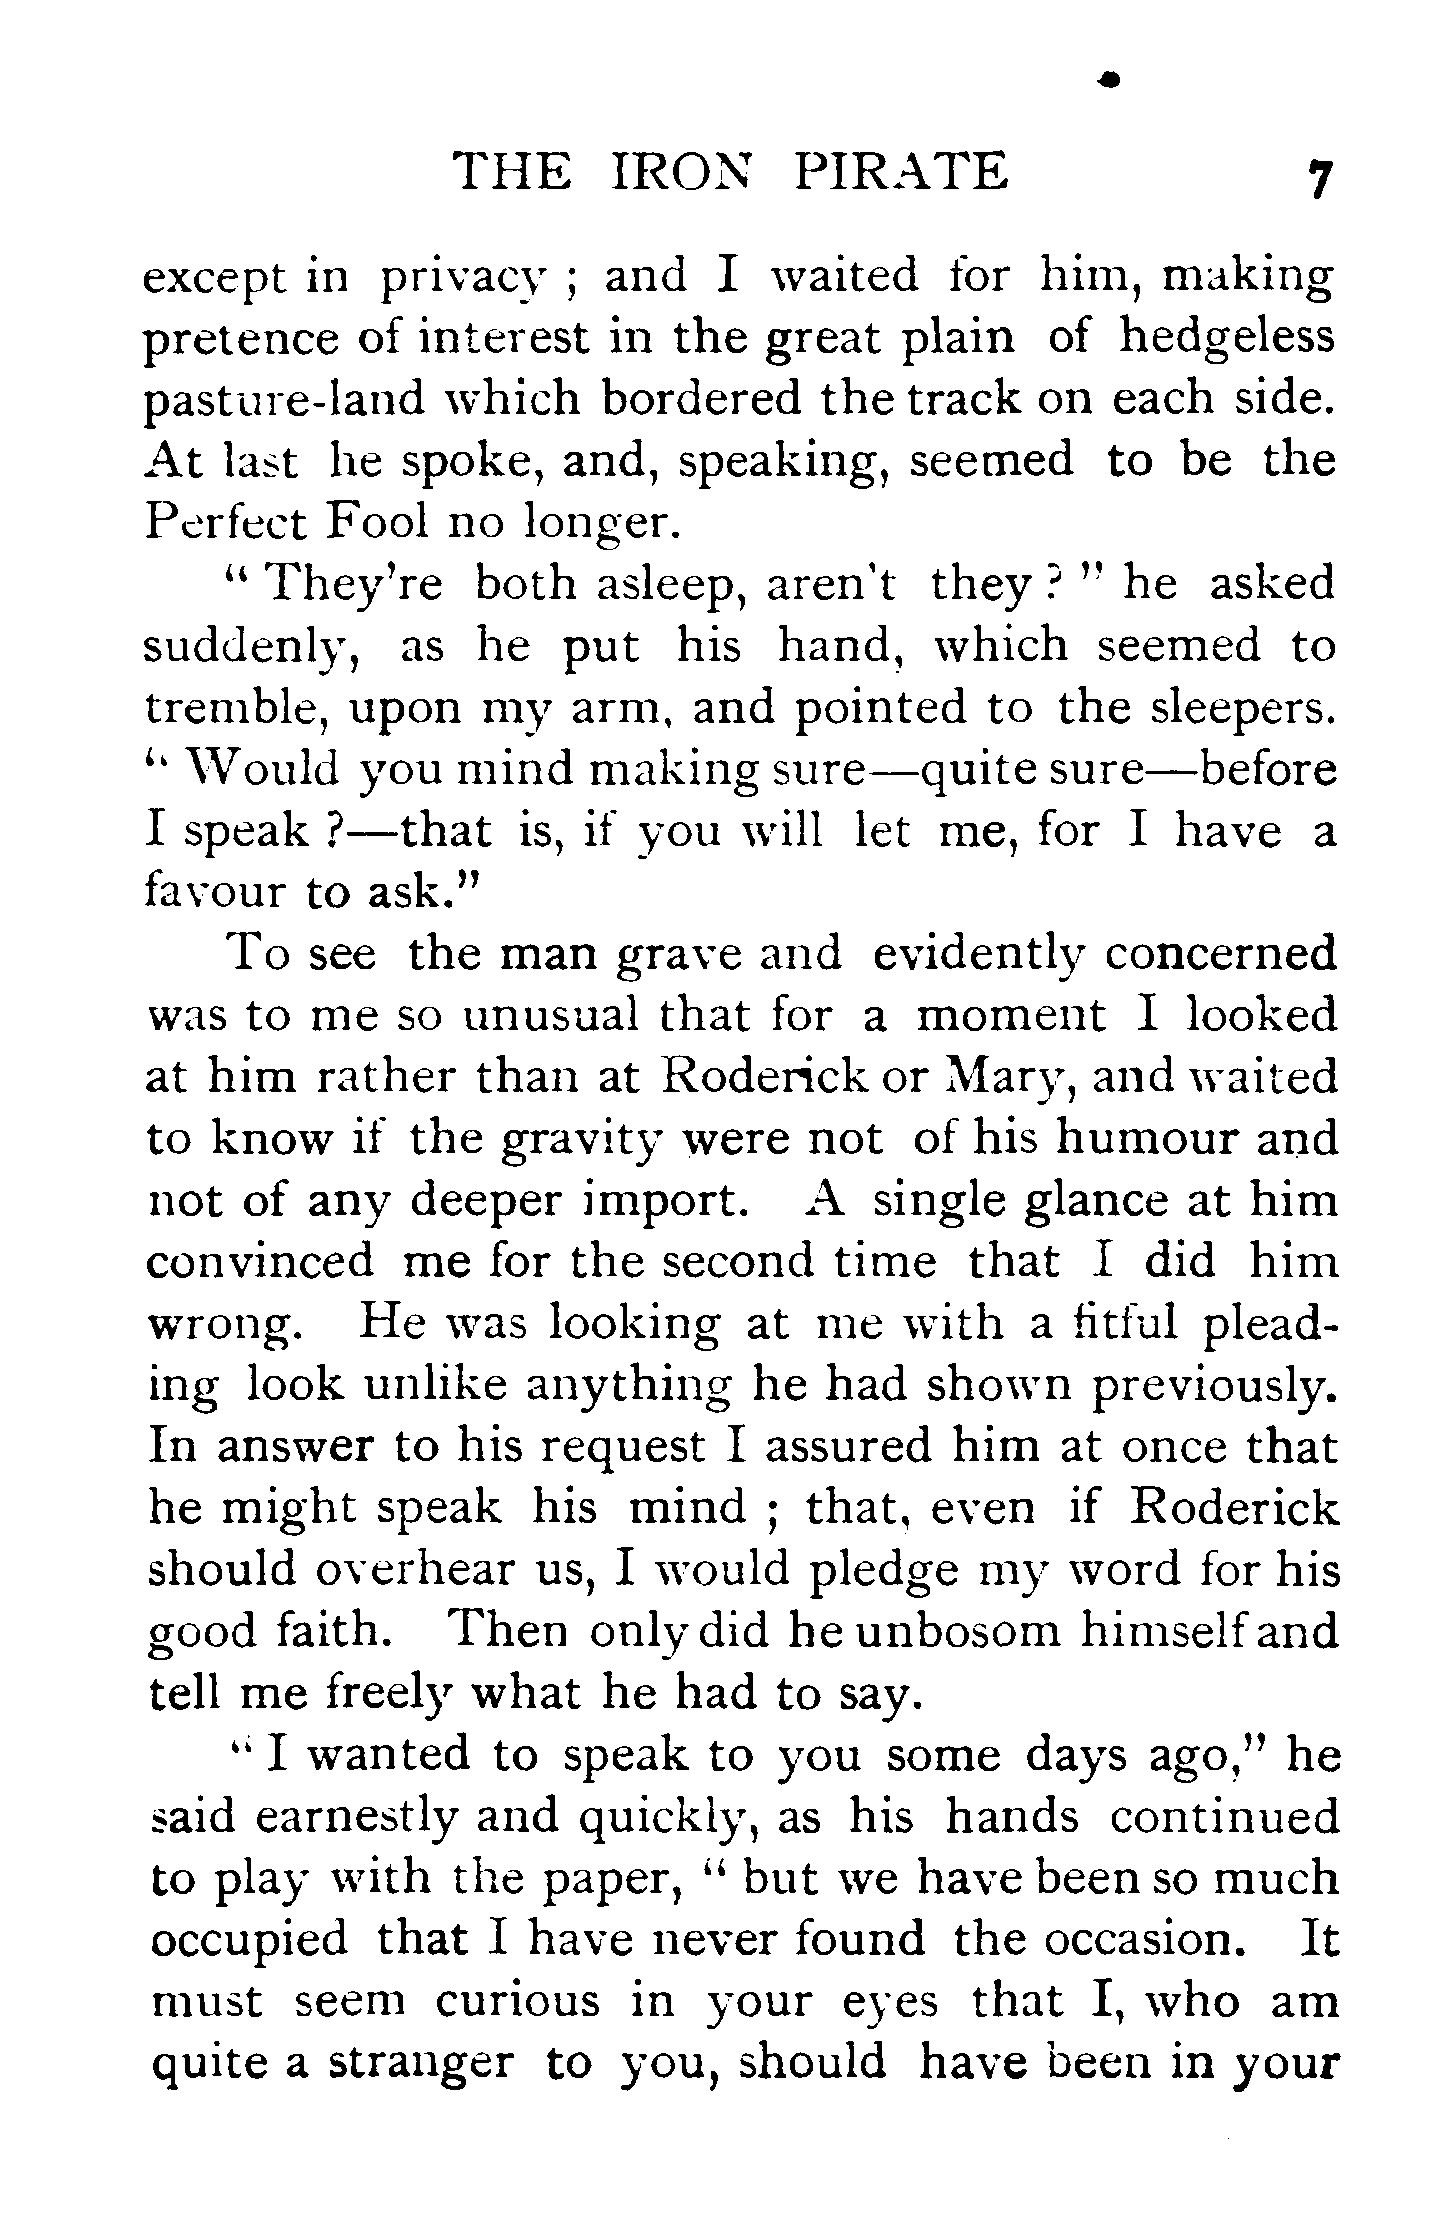 THE IRON PIRATE 7
except in privacy ; and I waited for him, making
pretence of interest in the great plain of hedgeless
pasture-land which bordered the track on each side.
At last he spoke, and, speaking, seemed to be the
Perfect Fool no longer.
“ They’re both asleep, aren’t they ? ” he asked
suddenly, as he put his hand, which seemed to
tremble, upon my arm, and pointed to the sleepers.
“ Would you mind making sure—quite sure—before
I speak ?—that is, if you will let me, for I have a
favour to ask.”
To see the man grave and evidently concerned
was to me so unusual that for a moment I looked
at him rather than at Roderick or Mary, and waited
to know if the gravity were not of his humour and
not of any deeper import. A single glance at him
convinced me for the second time that I did him
wrong. He was looking at me with a fitful plead-
ing look unlike anything he had shown previously.
In answer to his request I assured him at once that
he might speak his mind ; that, even if Roderick
should overhear us, I would pledge my word for his
good faith. Then only did he unbosom himself and
tell me freely what he had to say.
“ I wanted to speak to you some days ago,” he
said earnestly and quickly, as his hands continued
to play with the paper, “ but we have been so much
occupied that I have never found the occasion. It
must seem curious in your eyes that I, who am
quite a stranger to you, should have been in your